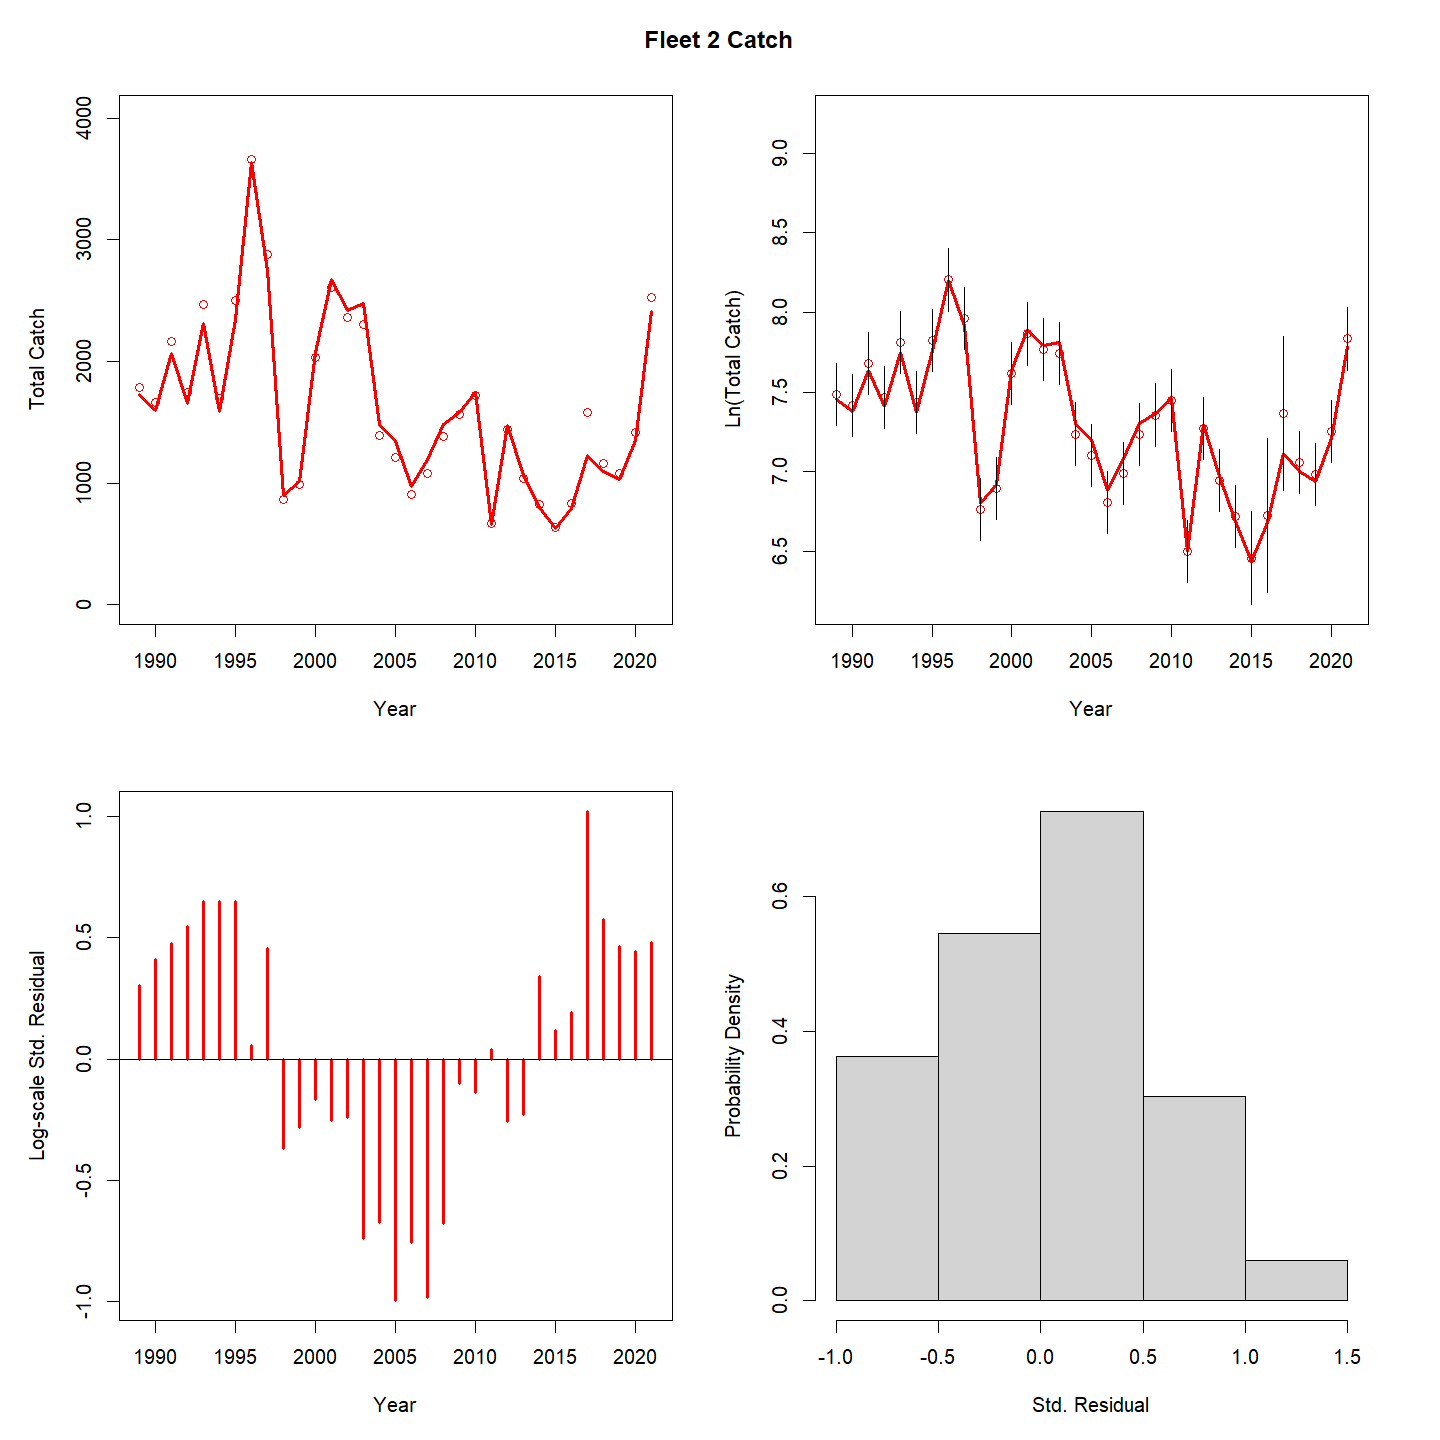 Fleet 2 Catch
Total Catch
4000
3000
2000
1000
0
1990 1995 2000 2005 2010 2015 2020
Year
Ln(Total Catch)
9.0
8.5
8.0
7.5
7.0
6.5
1990 1995 2000 2005 2010 2015 2020
Year
Log-scale Std. Residual
1.0
0.5
0.0
-0.5
-1.0
1990 1995 2000 2005 2010 2015 2020
Year
Probability Density
0.6
0.4
0.2
0.0
-1.0 -0.5 0.0 0.5 1.0 1.5
Std. Residual